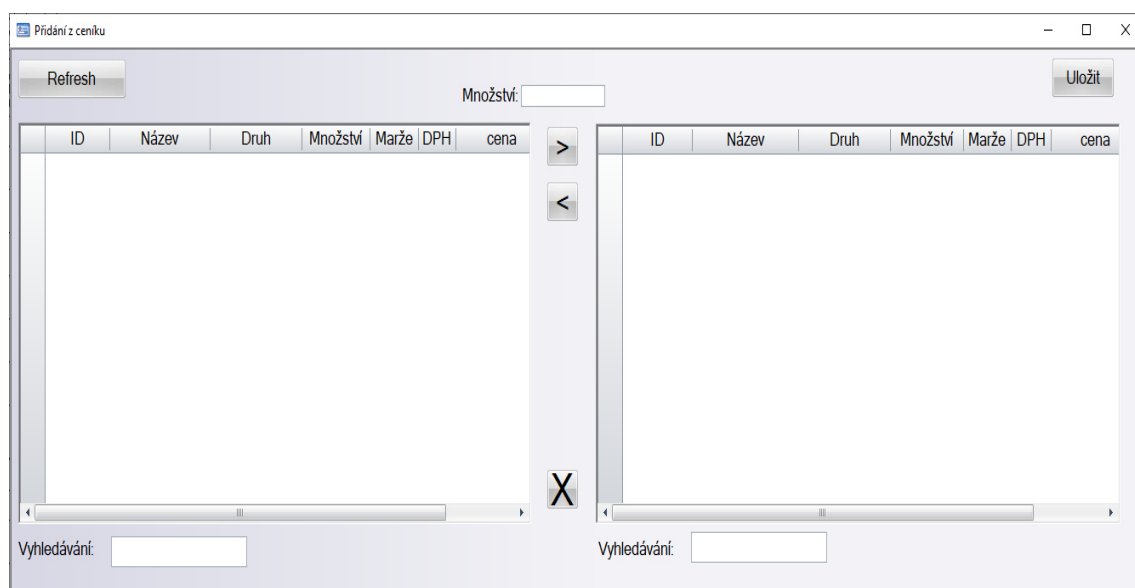 Přidání z ceníku
Refresh
Uložit
Množství:
ID Název Druh Množství Marže DPH cena
>
ID Název Druh Množství Marže DPH cena
<
X
Vyhledávání:
Vyhledávání: